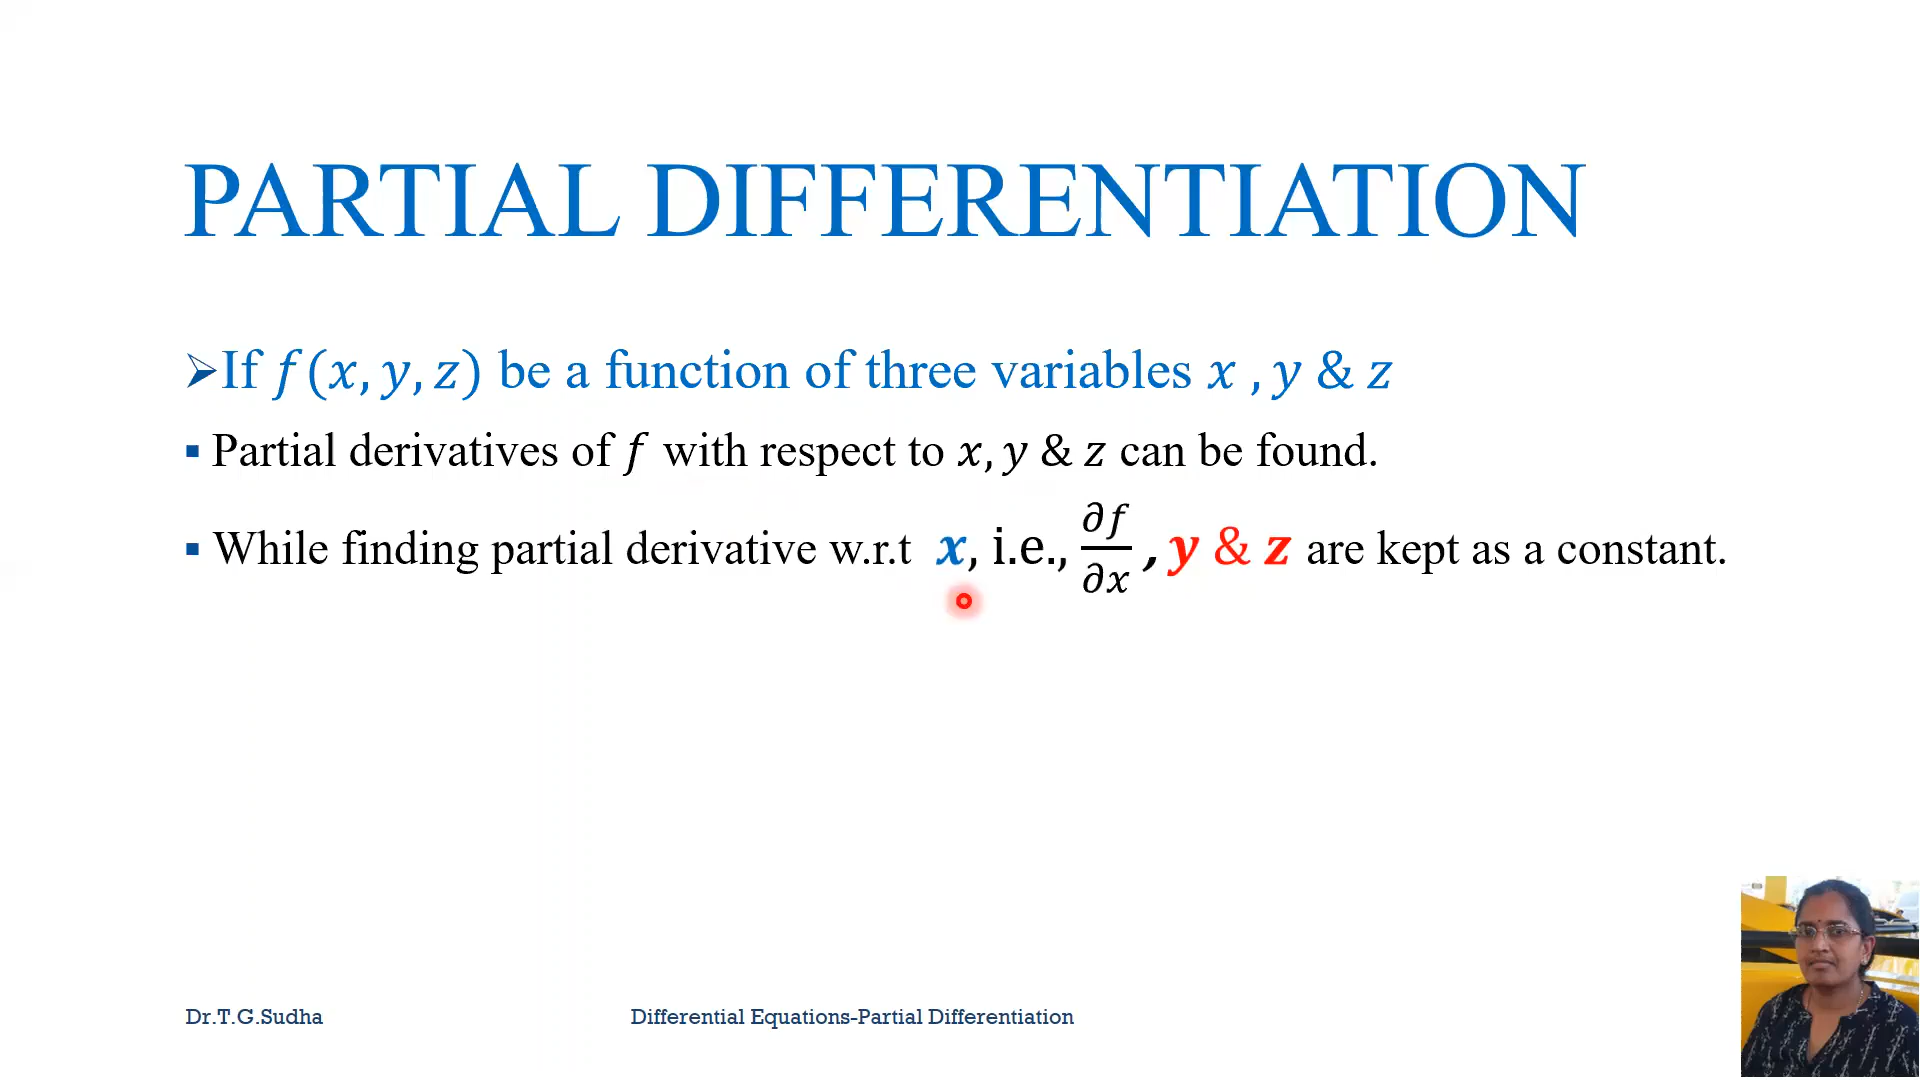 PARTIAL DIFFERENTIATION
➢If f(x, y, z) be a function of three variables x , y & z
▪ Partial derivatives of f with respect to x, y & z can be found.
▪ While finding partial derivative w.r.t x, i.e., ∂f/∂x , y & z are kept as a constant.
Dr.T.G.Sudha
Differential Equations-Partial Differentiation